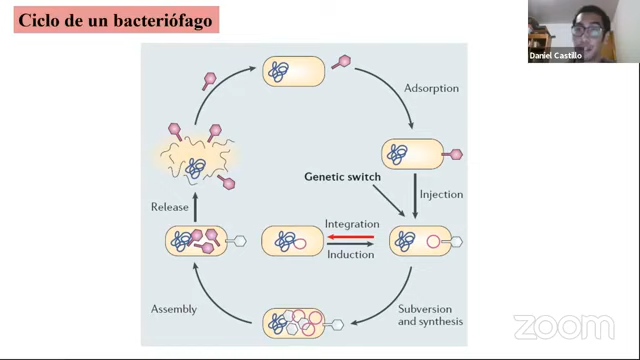 Ciclo de un bacteriófago
Daniel Castillo
Adsorption
Genetic switch
Injection
Release
Integration
Induction
Assembly
Subversion
and synthesis
zoom